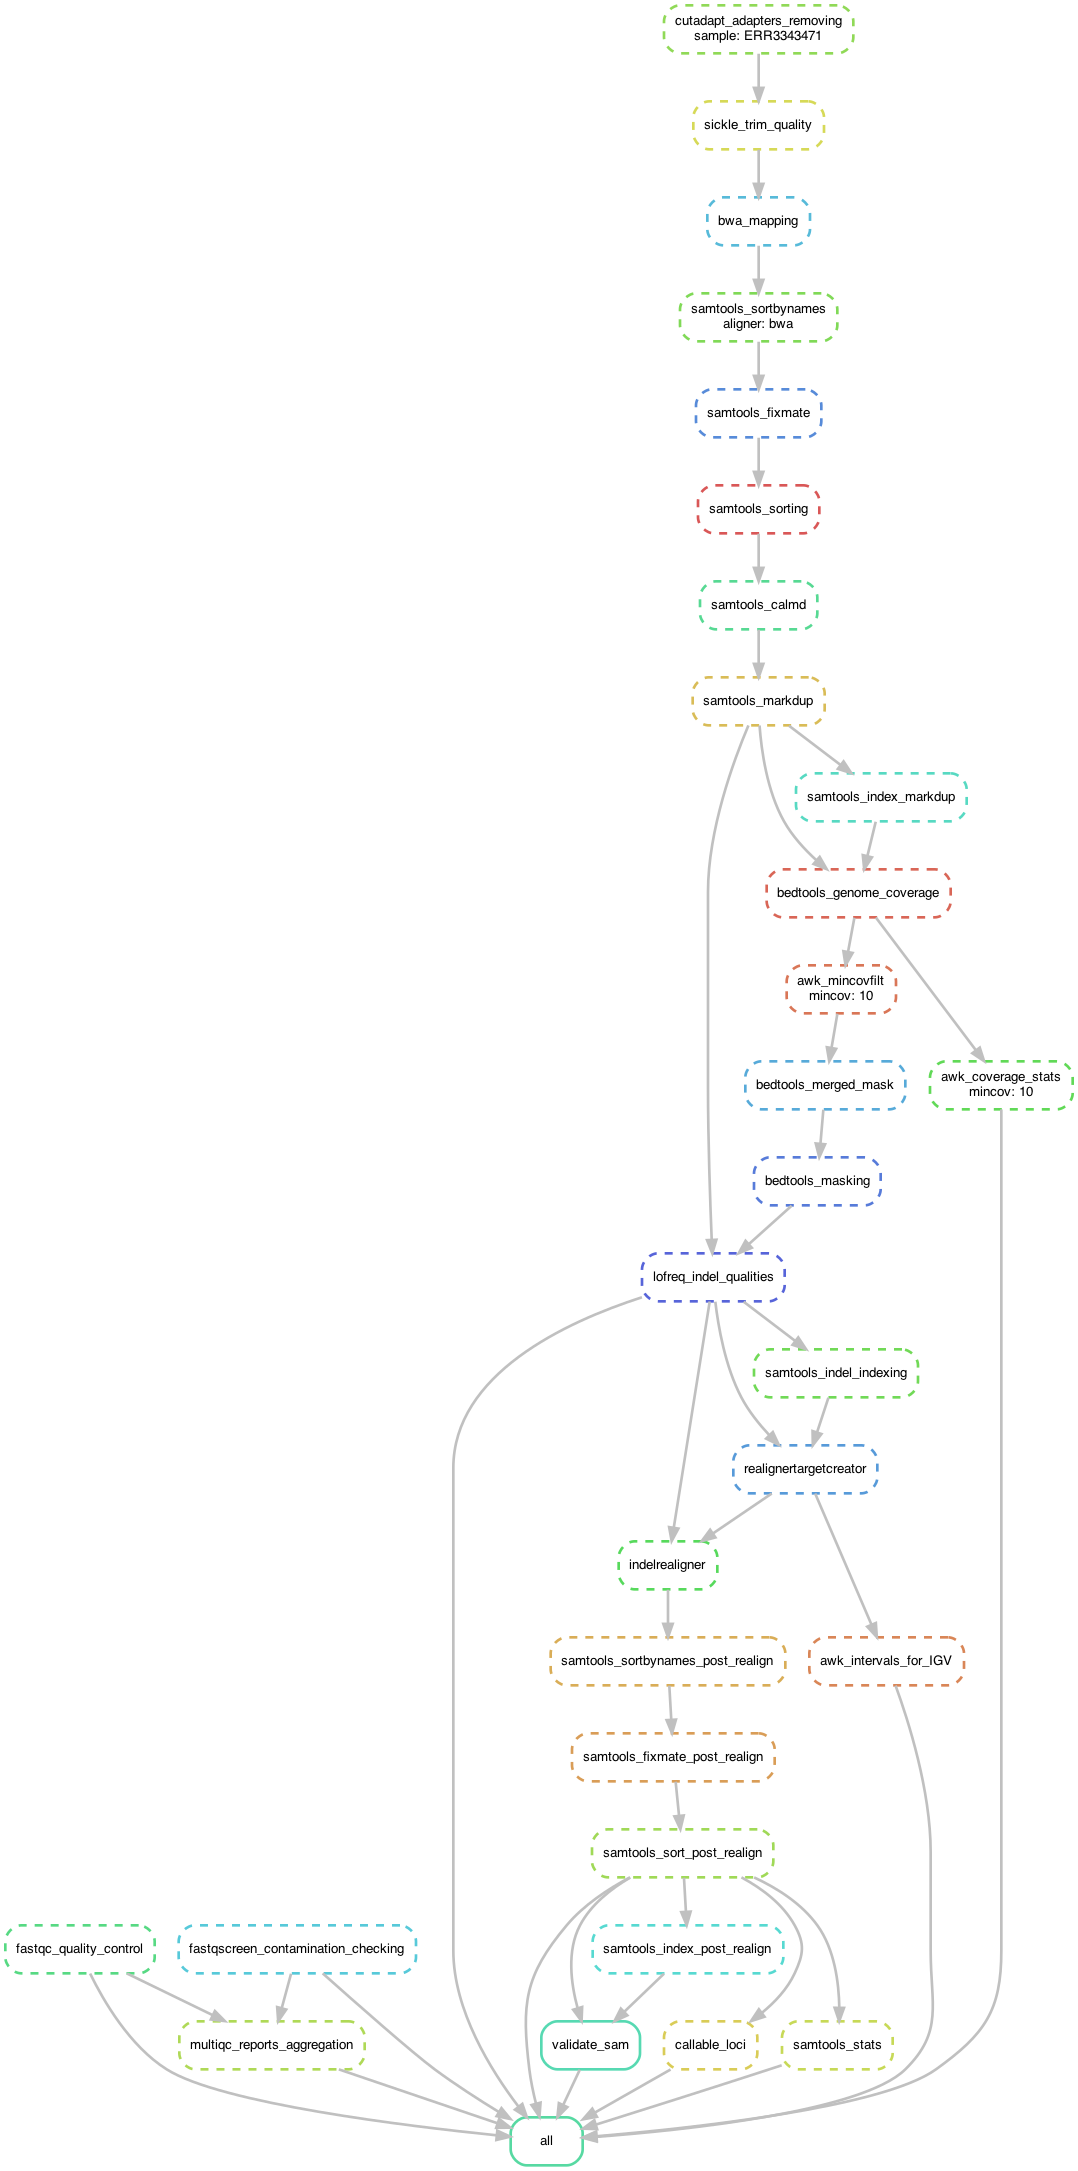 cutadapt_adapters_removing
sample: ERR3343471
sickle_trim_quality
bwa_mapping
samtools_sortbynames
aligner: bwa
samtools_fixmate
samtools_sorting
samtools_calmd
samtools_markdup
samtools_index_markdup
bedtools_genome_coverage
awk_mincovfilt
mincov: 10
bedtools_merged_mask
awk_coverage_stats
mincov: 10
bedtools_masking
lofreq_indel_qualities
samtools_indel_indexing
realignertargetcreator
indelrealigner
samtools_sortbynames_post_realign
awk_intervals_for_IGV
samtools_fixmate_post_realign
samtools_sort_post_realign
fastqc_quality_control
fastqscreen_contamination_checking
samtools_index_post_realign
multiqc_reports_aggregation
validate_sam
callable_loci
samtools_stats
all